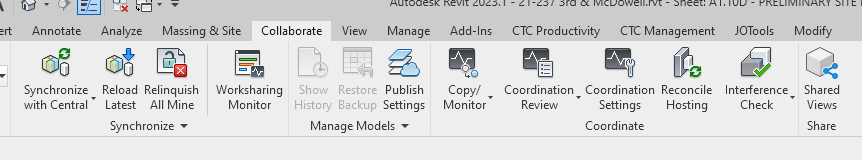 Autodesk Revit 2023.1 - 21-237 3rd & McDowell.rvt - Sheet: A1.10D - PRELIMINARY SITE
Annotate Analyze Massing & Site Collaborate View Manage Add-Ins CTC Productivity CTC Management JOTools Modify
Synchronize Reload Relinquish Worksharing Show Restore Publish Copy/ Coordination Coordination Reconcile Interference Shared
with Central Latest All Mine Monitor History Backup Settings Monitor Review Settings Hosting Check Views
Synchronize Manage Models Coordinate Share